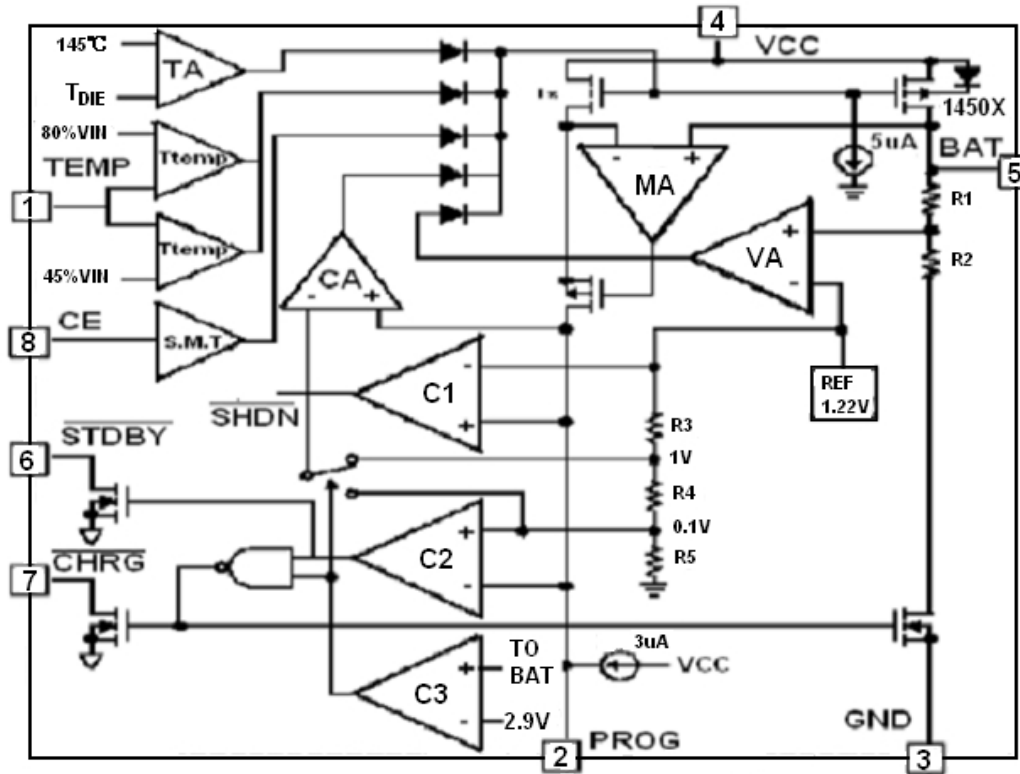 145℃
TA
TDIE
80%VIN
TEMP
Ttemp
1
Ttemp
45%VIN
CE
8
S.M.T
4
VCC
1x
1450X
5uA
BAT
5
MA
R1
VA
R2
CA
REF
1.22V
C1
SHDN
R3
STDBY
1V
6
R4
0.1V
CHRG
C2
R5
7
3uA
TO
BAT
VCC
C3
2.9V
GND
2
PROG
3